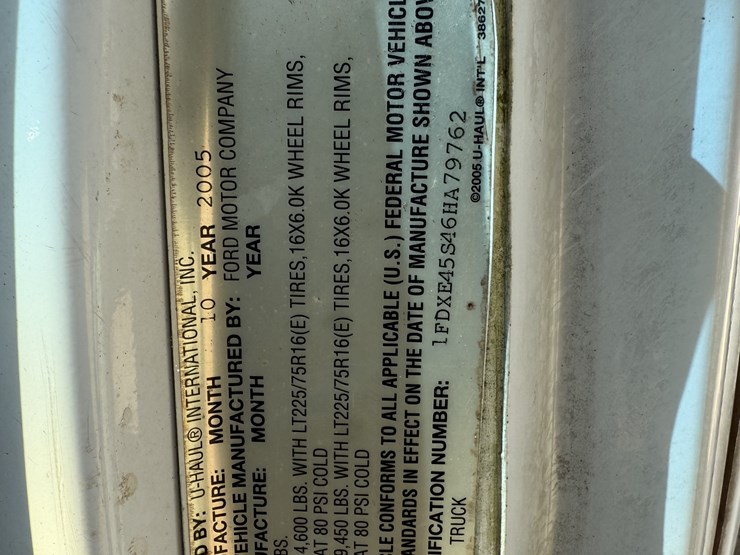 D BY: U-HAUL® INTERNATIONAL, INC.
FACTURE: MONTH 10 YEAR 2005
EHICLE MANUFACTURED BY: FORD MOTOR COMPANY
IFACTURE: MONTH YEAR
BS.
4,600 LBS. WITH LT225/75R16(E) TIRES,16X6.0K WHEEL RIMS,
AT 80 PSI COLD
9,450 LBS. WITH LT225/75R16(E) TIRES,16X6.0K WHEEL RIMS,
AT 80 PSI COLD
LE CONFORMS TO ALL APPLICABLE (U.S.) FEDERAL MOTOR VEHICL
ANDARDS IN EFFECT ON THE DATE OF MANUFACTURE SHOWN ABOV
IFICATION NUMBER: 1FDXE45S46HA79762
TRUCK
©2005 U-HAUL® INT'L 38627